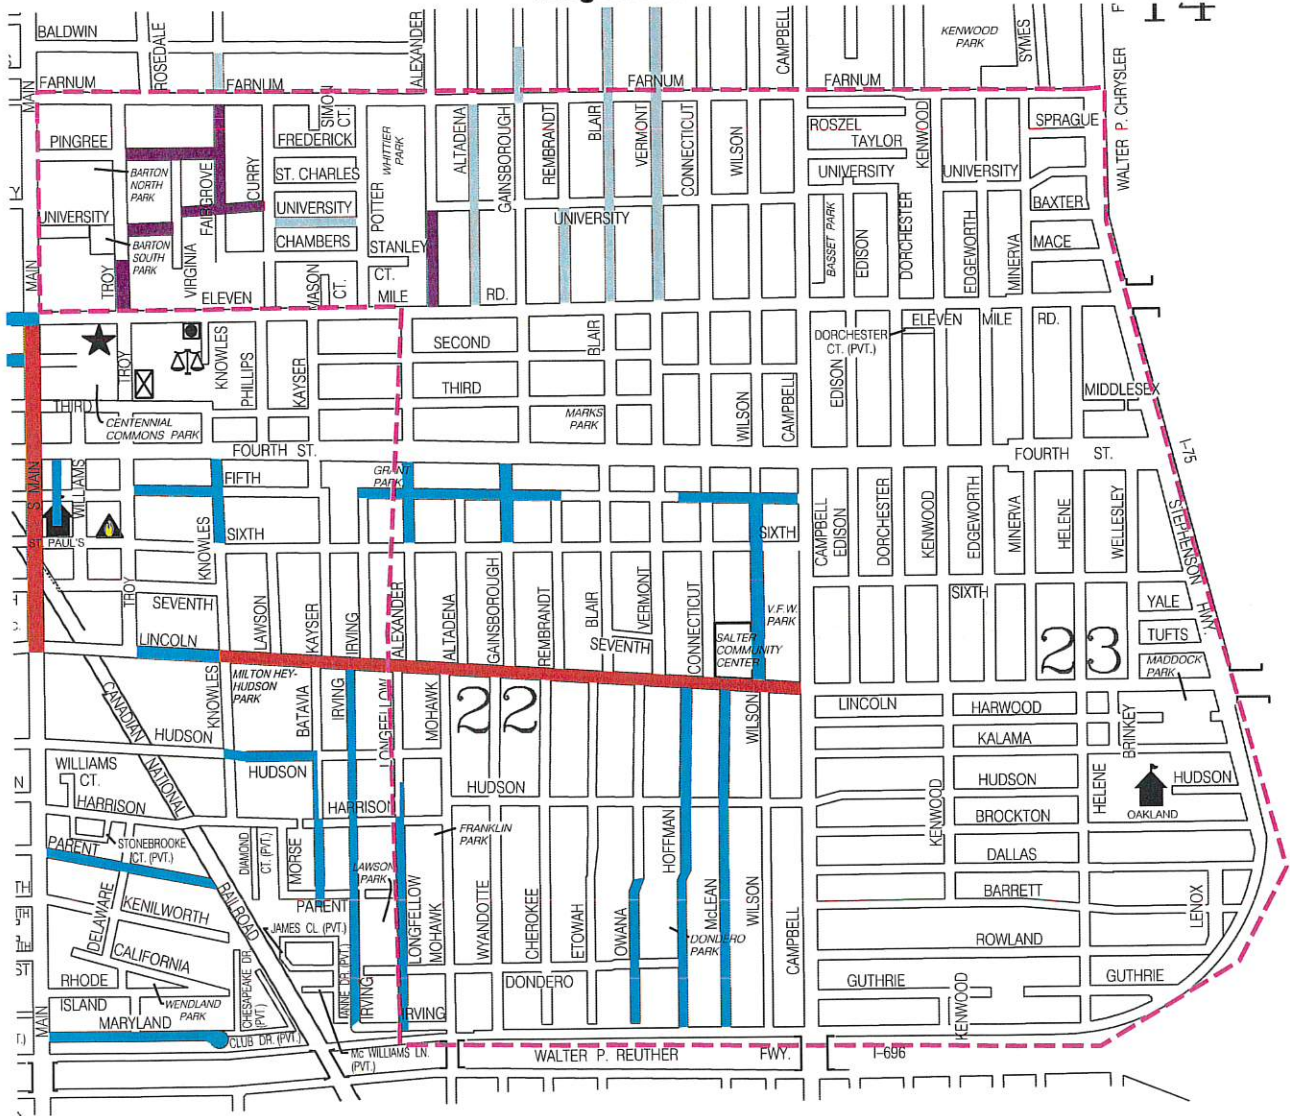 14
BALDWIN
ROSEDALE
ALEXANDER
CAMPBELL
KENWOOD
PARK
SYMES
MAIN
FARNUM
FARNUM
FARNUM
FARNUM
WALTER P. CHRYSLER
PINGREE
SIMON
CT.
FREDERICK
WHITTIER
PARK
ALTADENA
GAINSBOROUGH
REMBRANDT
BLAIR
VERMONT
CONNECTICUT
WILSON
ROSZEL
TAYLOR
KENWOOD
SPRAGUE
BARTON
NORTH
PARK
FAIRGROVE
CURRY
ST. CHARLES
POTTER
UNIVERSITY
UNIVERSITY
UNIVERSITY
UNIVERSITY
UNIVERSITY
BAXTER
BARTON
SOUTH
PARK
CHAMBERS
STANLEY
CT.
BASSET PARK
EDISON
DORCHESTER
EDGEWORTH
MINERVA
MACE
MAIN
TROY
VIRGINIA
ELEVEN
MASON
CT.
MILE
RD.
ELEVEN
MILE
RD.
SECOND
BLAIR
DORCHESTER
CT. (PVT.)
TROY
KNOWLES
PHILLIPS
KAYSER
THIRD
WILSON
CAMPBELL
EDISON
MIDDLESEX
THIRD
CENTENNIAL
COMMONS PARK
MARKS
PARK
FOURTH ST.
FOURTH
ST.
I-75
S. MAIN
WILLIAMS
FIFTH
GRANT
PARK
STEPHENSON
HWY.
ST. PAUL'S
KNOWLES
SIXTH
SIXTH
CAMPBELL
EDISON
DORCHESTER
KENWOOD
EDGEWORTH
MINERVA
HELENE
WELLESLEY
TROY
SEVENTH
LAWSON
KAYSER
IRVING
ALEXANDER
ALTADENA
GAINSBOROUGH
REMBRANDT
BLAIR
VERMONT
SEVENTH
CONNECTICUT
V.F.W.
PARK
SIXTH
YALE
TUFTS
LINCOLN
SALTER
COMMUNITY
CENTER
23
MADDOCK
PARK
CANADIAN
NATIONAL
RAILROAD
KNOWLES
MILTON HEY-
HUDSON
PARK
BATAVIA
IRVING
LONGFELLOW
MOHAWK
22
WILSON
LINCOLN
HARWOOD
BRINKEY
HUDSON
HUDSON
KALAMA
WILLIAMS
CT.
HARRISON
HARRISON
HUDSON
HUDSON
HELENE
HUDSON
OAKLAND
KENWOOD
BROCKTON
PARENT
STONEBROOKE
CT. (PVT.)
DIAMOND
CT. (PVT.)
MORSE
FRANKLIN
PARK
HOFFMAN
DALLAS
LAWSON
PARK
BARRETT
DELAWARE
KENILWORTH
PARENT
LONGFELLOW
MOHAWK
WYANDOTTE
CHEROKEE
ETOWAH
OWANA
McLEAN
WILSON
CAMPBELL
LENOX
JAMES CL. (PVT.)
DONDERO
PARK
ROWLAND
CALIFORNIA
RHODE
ISLAND
WENDLAND
PARK
CHESAPEAKE DR.
(PVT.)
ANNE DR. (PVT.)
IRVING
DONDERO
GUTHRIE
GUTHRIE
KENWOOD
MAIN
MARYLAND
CLUB DR. (PVT.)
IRVING
Mc WILLIAMS LN.
(PVT.)
WALTER P. REUTHER
FWY.
I-696